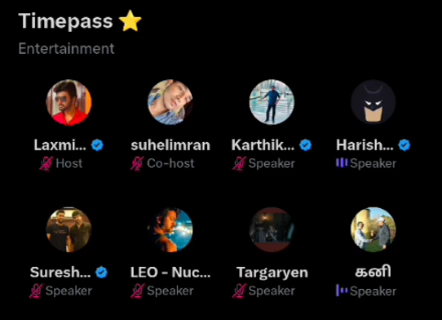 Timepass ⭐
Entertainment
Laxmi... suhelimran Karthik... Harish...
Host Co-host Speaker Speaker
Suresh... LEO - Nuc... Targaryen கனி
Speaker Speaker Speaker Speaker